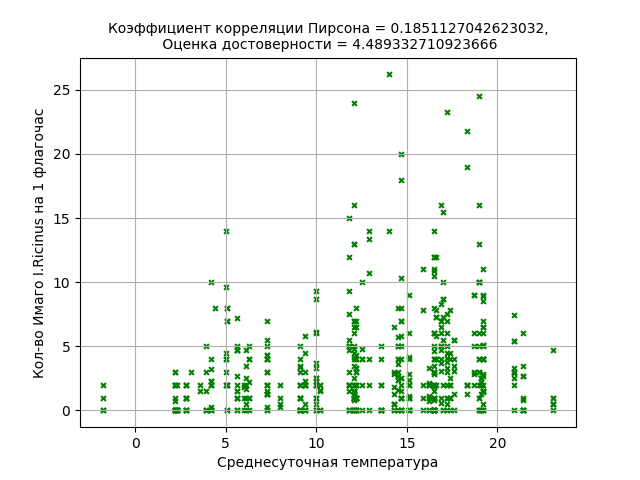 Коэффициент корреляции Пирсона = 0.1851127042623032,
Оценка достоверности = 4.489332710923666
25
20
15
10
5
0
Кол-во Имаго I.Ricinus на 1 флагочас
0 5 10 15 20
Среднесуточная температура